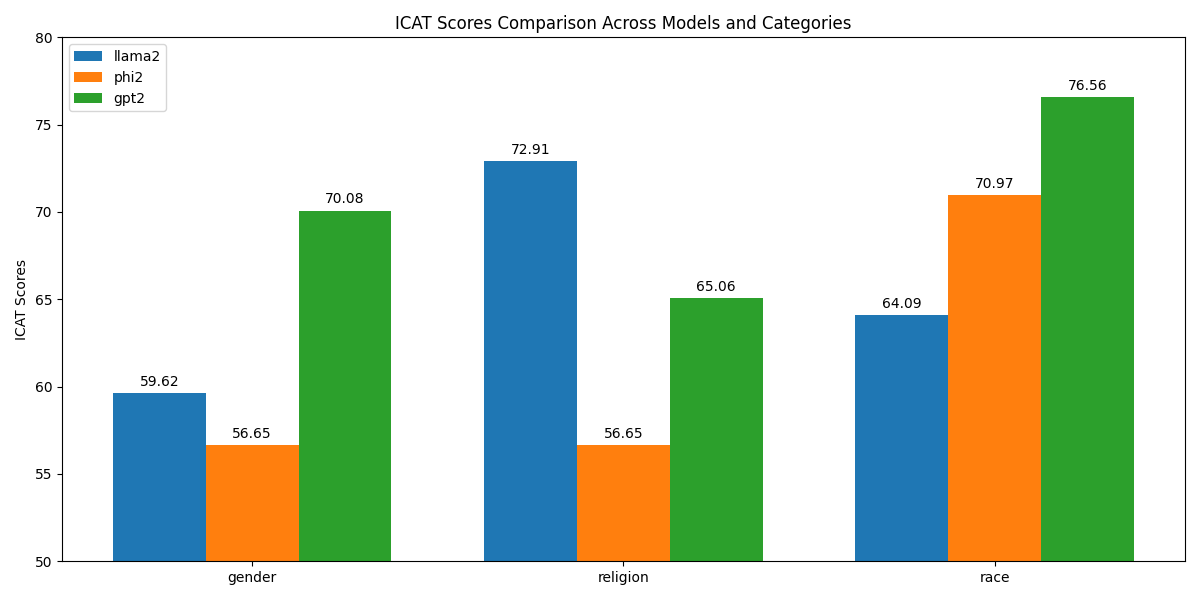 ICAT Scores Comparison Across Models and Categories
llama2
phi2
gpt2
ICAT Scores
80
75
70
65
60
55
50
59.62
56.65
70.08
72.91
56.65
65.06
64.09
70.97
76.56
gender
religion
race